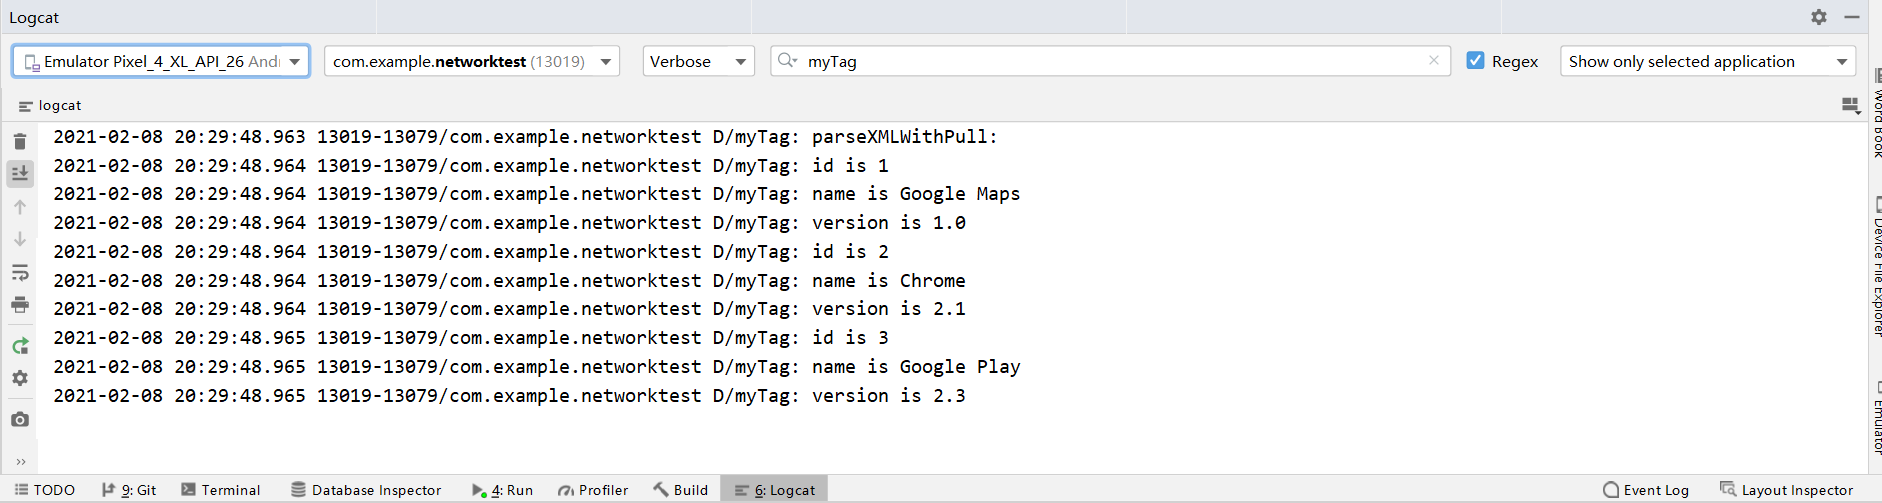 Logcat
Emulator Pixel_4_XL_API_26 And
com.example.networktest (13019)
Verbose
myTag
Regex
Show only selected application
logcat
2021-02-08 20:29:48.963 13019-13079/com.example.networktest D/myTag: parseXMLWithPull:
2021-02-08 20:29:48.964 13019-13079/com.example.networktest D/myTag: id is 1
2021-02-08 20:29:48.964 13019-13079/com.example.networktest D/myTag: name is Google Maps
2021-02-08 20:29:48.964 13019-13079/com.example.networktest D/myTag: version is 1.0
2021-02-08 20:29:48.964 13019-13079/com.example.networktest D/myTag: id is 2
2021-02-08 20:29:48.964 13019-13079/com.example.networktest D/myTag: name is Chrome
2021-02-08 20:29:48.964 13019-13079/com.example.networktest D/myTag: version is 2.1
2021-02-08 20:29:48.965 13019-13079/com.example.networktest D/myTag: id is 3
2021-02-08 20:29:48.965 13019-13079/com.example.networktest D/myTag: name is Google Play
2021-02-08 20:29:48.965 13019-13079/com.example.networktest D/myTag: version is 2.3
Word Book
Device File Explorer
Emulator
TODO
9: Git
Terminal
Database Inspector
4: Run
Profiler
Build
6: Logcat
Event Log
Layout Inspector